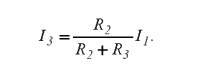 I₃ = R₂ / (R₂ + R₃) I₁.